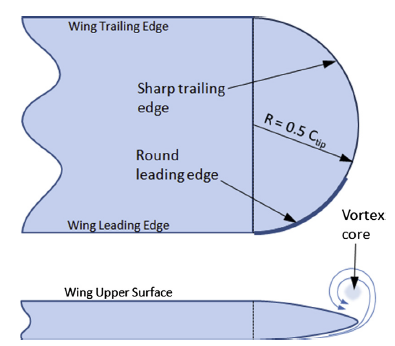 Wing Trailing Edge
Sharp trailing
edge
R = 0.5 Ctip
Round
leading edge
Wing Leading Edge
Vortex
core
Wing Upper Surface